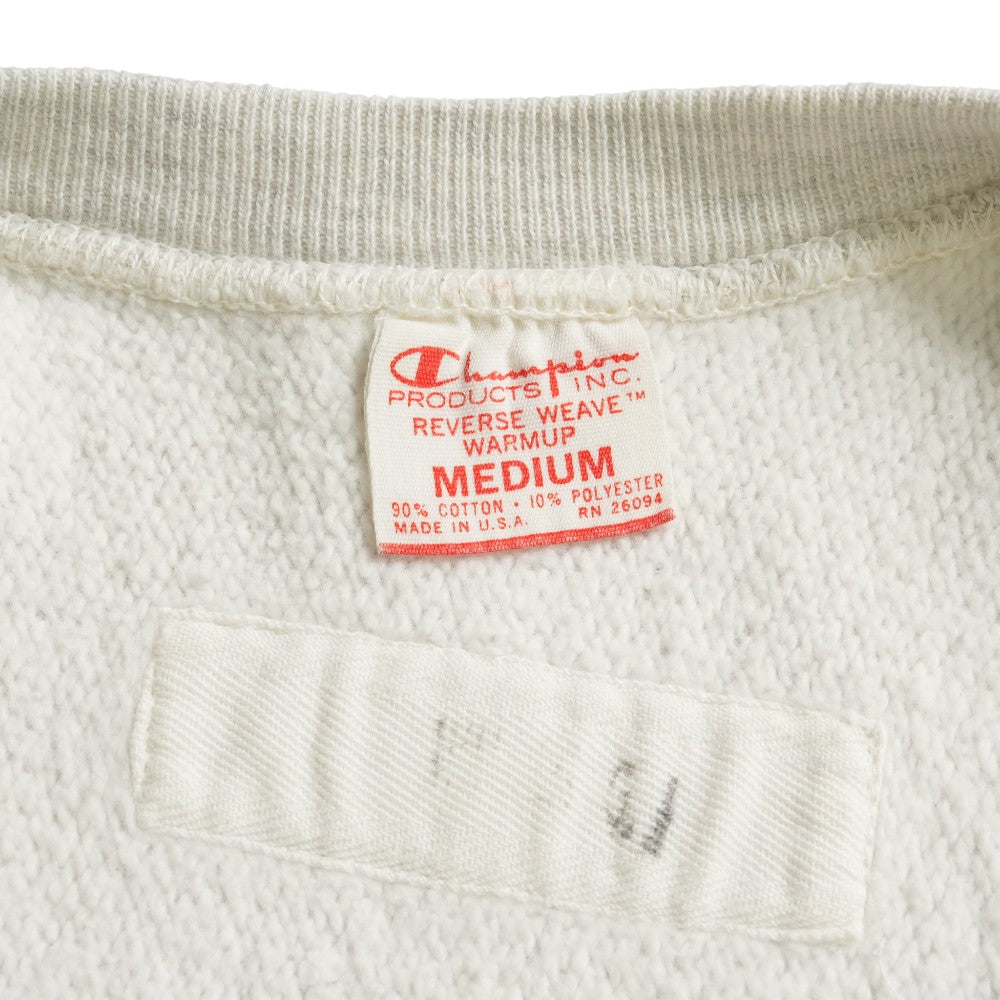 Champion
PRODUCTS INC.
REVERSE WEAVE™
WARMUP
MEDIUM
90% COTTON · 10% POLYESTER
MADE IN U.S.A. RN 26094